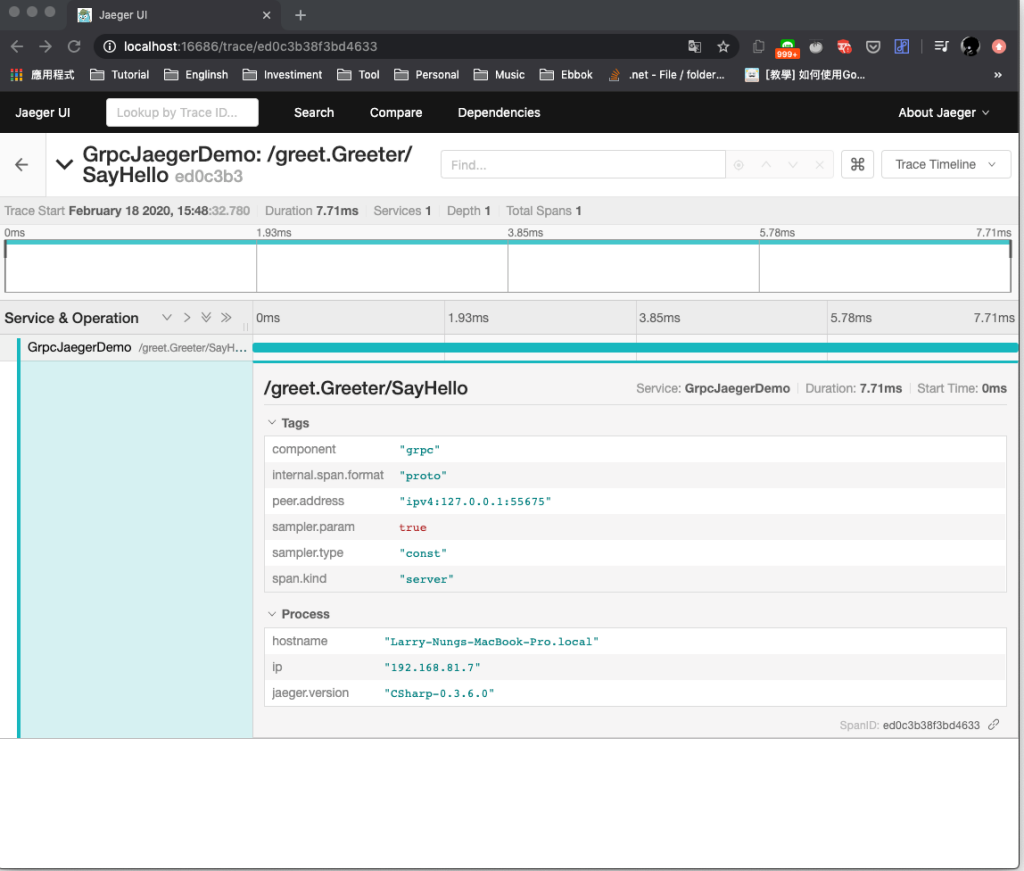 Jaeger UI
localhost:16686/trace/ed0c3b38f3bd4633
999+
應用程式 Tutorial Enginlish Investiment Tool Personal Music Ebbok .net - File / folder... [教學] 如何使用Go... »
Jaeger UI Lookup by Trace ID... Search Compare Dependencies About Jaeger
GrpcJaegerDemo: /greet.Greeter/
SayHello ed0c3b3
Find... ⌘ Trace Timeline
Trace Start February 18 2020, 15:48:32.780 Duration 7.71ms Services 1 Depth 1 Total Spans 1
0ms 1.93ms 3.85ms 5.78ms 7.71ms
Service & Operation 0ms 1.93ms 3.85ms 5.78ms 7.71ms
GrpcJaegerDemo /greet.Greeter/SayH...
/greet.Greeter/SayHello Service: GrpcJaegerDemo Duration: 7.71ms Start Time: 0ms
Tags
component "grpc"
internal.span.format "proto"
peer.address "ipv4:127.0.0.1:55675"
sampler.param true
sampler.type "const"
span.kind "server"
Process
hostname "Larry-Nungs-MacBook-Pro.local"
ip "192.168.81.7"
jaeger.version "CSharp-0.3.6.0"
SpanID: ed0c3b38f3bd4633